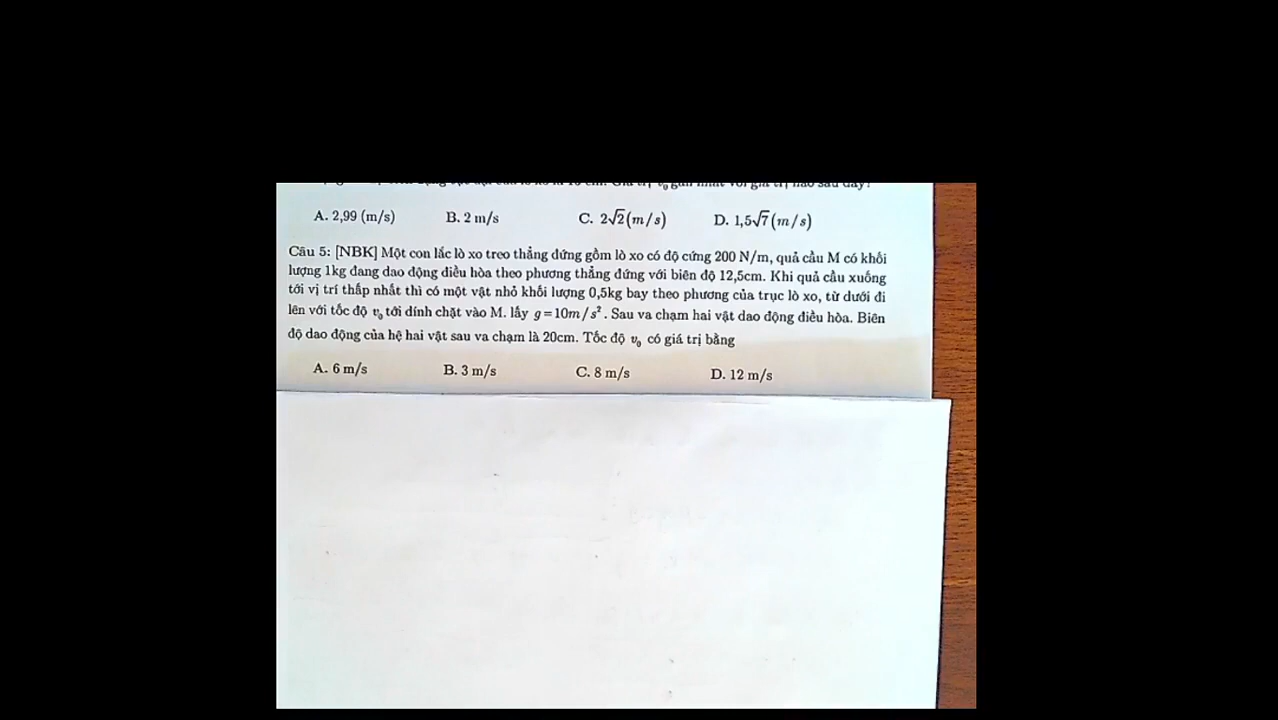 A. 2,99 (m/s) B. 2 m/s C. 2√2(m/s) D. 1,5√7(m/s)
Câu 5: [NBK] Một con lắc lò xo treo thẳng đứng gồm lò xo có độ cứng 200 N/m, quả cầu M có khối
lượng 1kg đang dao động điều hòa theo phương thẳng đứng với biên độ 12,5cm. Khi quả cầu xuống
tới vị trí thấp nhất thì có một vật nhỏ khối lượng 0,5kg bay theo phương của trục lò xo, từ dưới đi
lên với tốc độ v₀ tới dính chặt vào M. lấy g=10m/s². Sau va chạm hai vật dao động điều hòa. Biên
độ dao động của hệ hai vật sau va chạm là 20cm. Tốc độ v₀ có giá trị bằng
A. 6 m/s B. 3 m/s C. 8 m/s D. 12 m/s